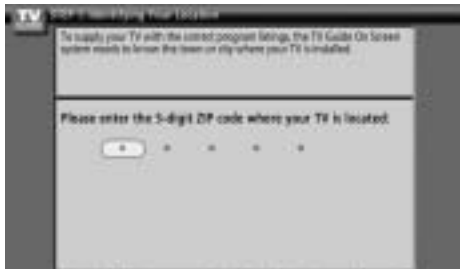 TV
STEP 1: Identifying Your Location
To supply your TV with the correct program listings, the TV Guide On Screen
system needs to know the town or city where your TV is installed.
Please enter the 5-digit ZIP code where your TV is located: